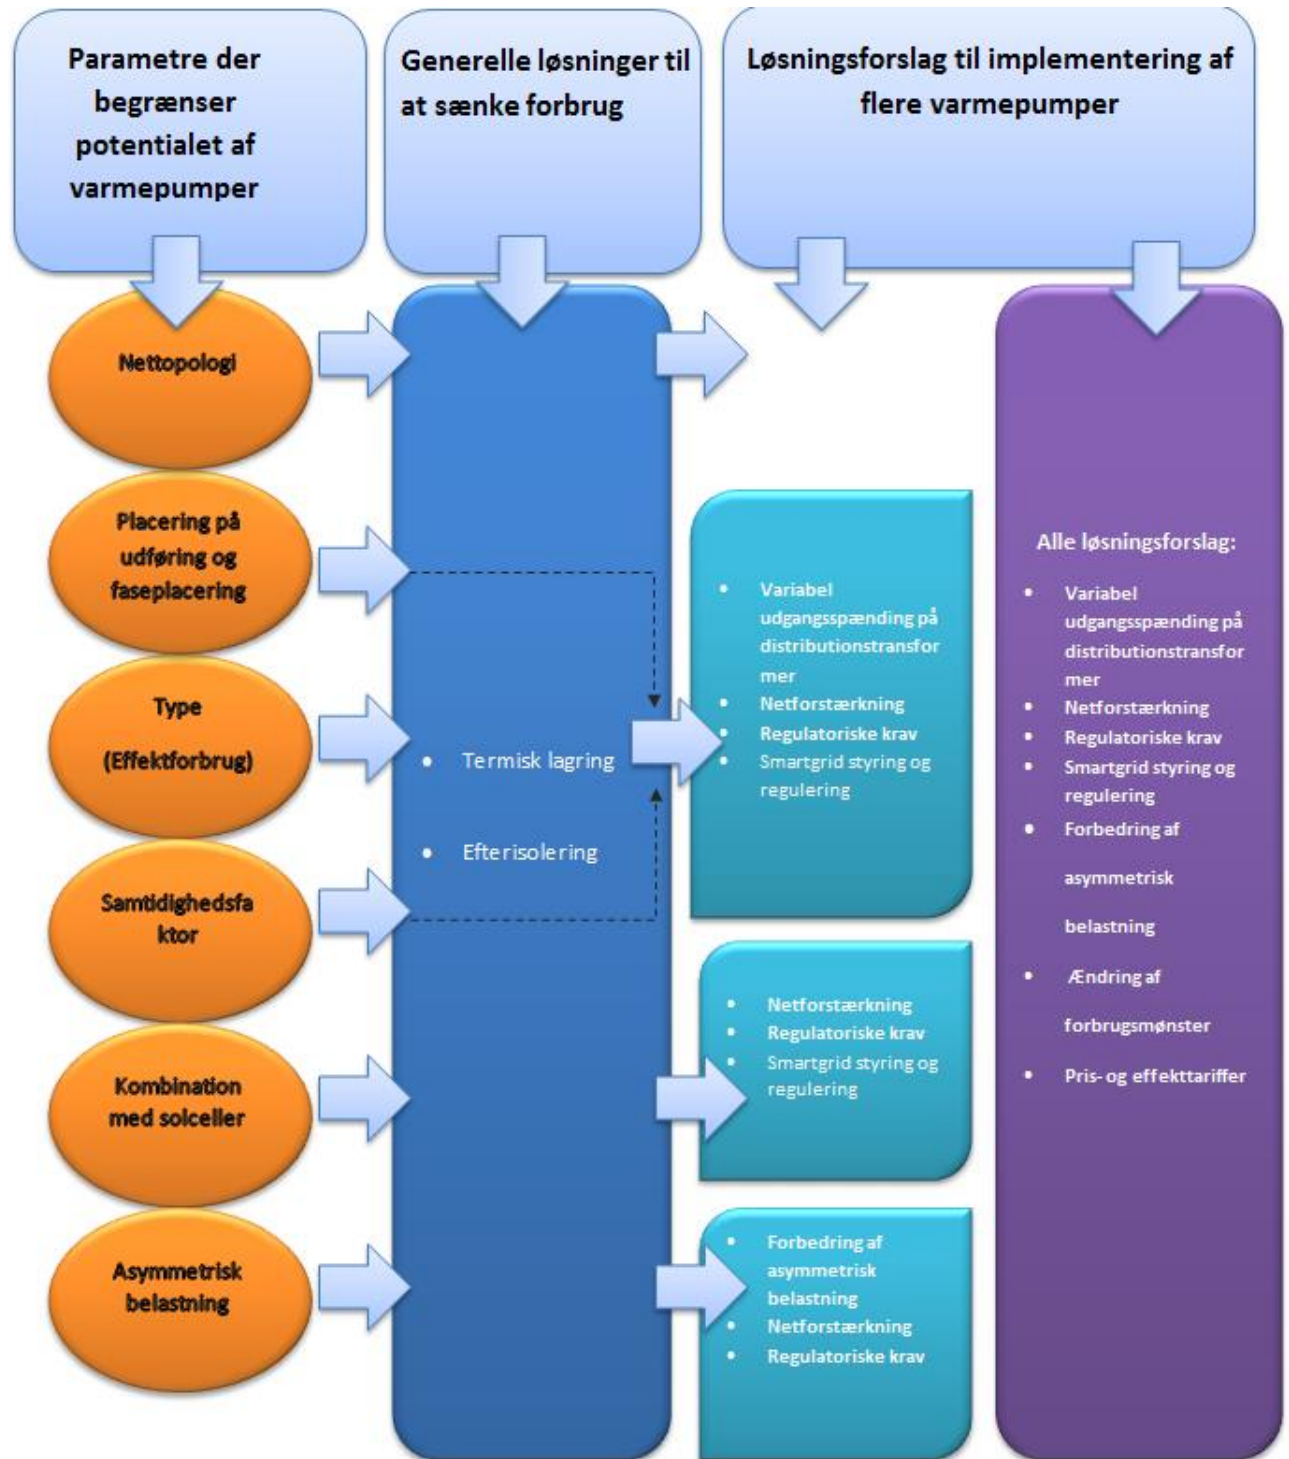 Parametre der
begrænser
potentialet af
varmepumper
Generelle løsninger til
at sænke forbrug
Løsningsforslag til implementering af
flere varmepumper
Nettopologi
Placering på
udføring og
faseplacering
Type
(Effektforbrug)
Samtidighedsfa
ktor
Kombination
med solceller
Asymmetrisk
belastning
• Termisk lagring
• Efterisolering
• Variabel
udgangsspænding på
distributionstransfor
mer
• Netforstærkning
• Regulatoriske krav
• Smartgrid styring og
regulering
• Netforstærkning
• Regulatoriske krav
• Smartgrid styring og
regulering
• Forbedring af
asymmetrisk
belastning
• Netforstærkning
• Regulatoriske krav
Alle løsningsforslag:
• Variabel
udgangsspænding på
distributionstransfor
mer
• Netforstærkning
• Regulatoriske krav
• Smartgrid styring og
regulering
• Forbedring af
asymmetrisk
belastning
• Ændring af
forbrugsmønster
• Pris- og effekttariffer